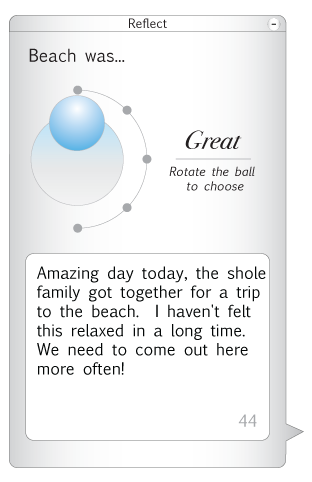 Reflect
-
Beach was...
Great
Rotate the ball
to choose
Amazing day today, the shole
family got together for a trip
to the beach. I haven't felt
this relaxed in a long time.
We need to come out here
more often!
44